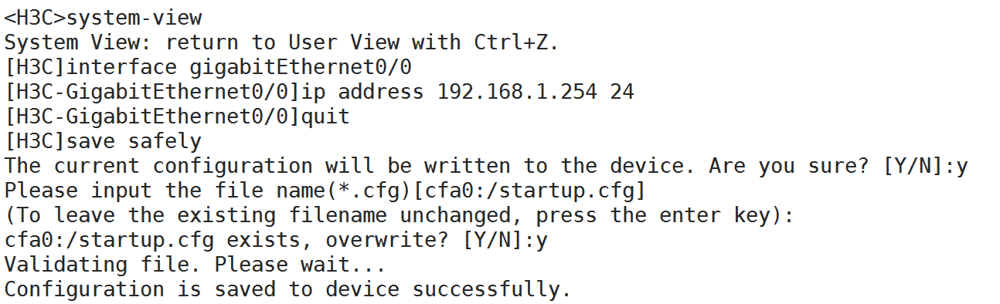 <H3C>system-view
System View: return to User View with Ctrl+Z.
[H3C]interface gigabitEthernet0/0
[H3C-GigabitEthernet0/0]ip address 192.168.1.254 24
[H3C-GigabitEthernet0/0]quit
[H3C]save safely
The current configuration will be written to the device. Are you sure? [Y/N]:y
Please input the file name(*.cfg)[cfa0:/startup.cfg]
(To leave the existing filename unchanged, press the enter key):
cfa0:/startup.cfg exists, overwrite? [Y/N]:y
Validating file. Please wait...
Configuration is saved to device successfully.